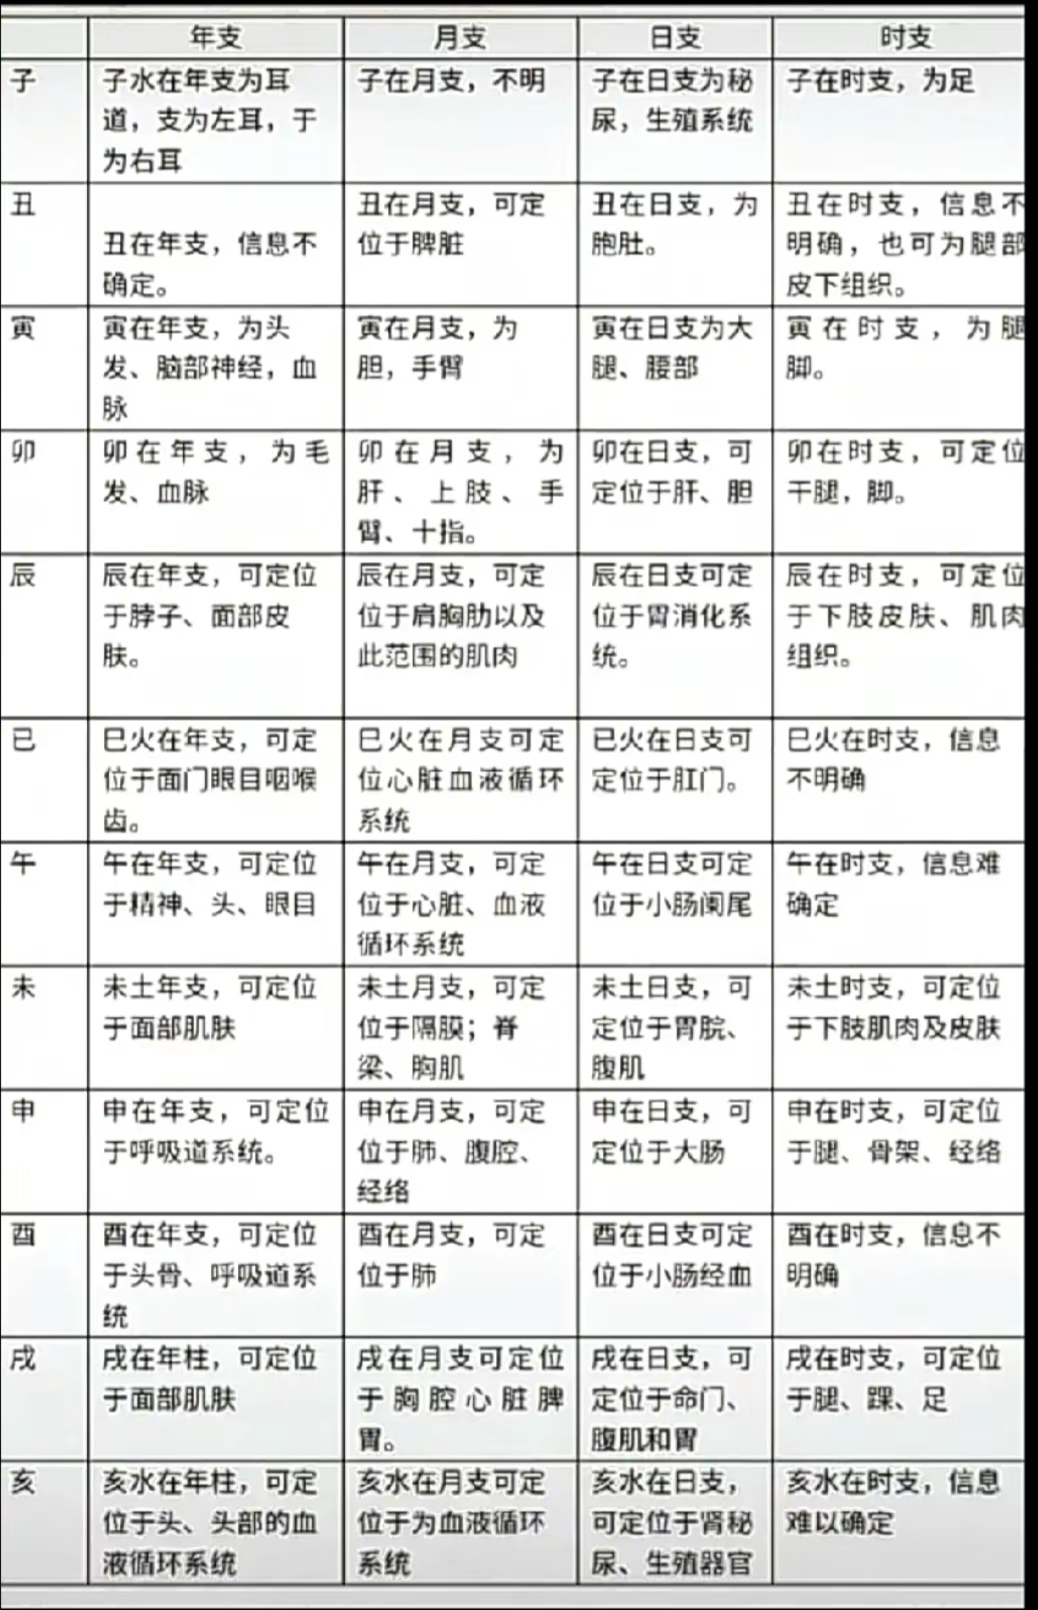 年支 月支 日支 时支
子
子水在年支为耳
道，支为左耳，于
为右耳
子在月支，不明
子在日支为秘
尿，生殖系统
子在时支，为足
丑
丑在年支，信息不
确定。
丑在月支，可定
位于脾脏
丑在日支，为
胞肚。
丑在时支，信息不
明确，也可为腿部
皮下组织。
寅
寅在年支，为头
发、脑部神经，血
脉
寅在月支，为
胆，手臂
寅在日支为大
腿、腰部
寅在时支，为腿
脚。
卯
卯在年支，为毛
发、血脉
卯在月支，为
肝、上肢、手
臂、十指。
卯在日支，可
定位于肝、胆
卯在时支，可定位
干腿，脚。
辰
辰在年支，可定位
于脖子、面部皮
肤。
辰在月支，可定
位于肩胸肋以及
此范围的肌肉
辰在日支可定
位于胃消化系
统。
辰在时支，可定位
于下肢皮肤、肌肉
组织。
巳
巳火在年支，可定
位于面门眼目咽喉
齿。
巳火在月支可定
位心脏血液循环
系统
已火在日支可
定位于肛门。
巳火在时支，信息
不明确
午
午在年支，可定位
于精神、头、眼目
午在月支，可定
位于心脏、血液
循环系统
午在日支可定
位于小肠阑尾
午在时支，信息难
确定
未
未土年支，可定位
于面部肌肤
未土月支，可定
位于隔膜；脊
梁、胸肌
未土日支，可
定位于胃脘、
腹肌
未土时支，可定位
于下肢肌肉及皮肤
申
申在年支，可定位
于呼吸道系统。
申在月支，可定
位于肺、腹腔、
经络
申在日支，可
定位于大肠
申在时支，可定位
于腿、骨架、经络
酉
酉在年支，可定位
于头骨、呼吸道系
统
酉在月支，可定
位于肺
酉在日支可定
位于小肠经血
酉在时支，信息不
明确
戌
戌在年柱，可定位
于面部肌肤
戌在月支可定位
于胸腔心脏脾
胃。
戌在日支，可
定位于命门、
腹肌和胃
戌在时支，可定位
于腿、踝、足
亥
亥水在年柱，可定
位于头、头部的血
液循环系统
亥水在月支可定
位于为血液循环
系统
亥水在日支，
可定位于肾秘
尿、生殖器官
亥水在时支，信息
难以确定